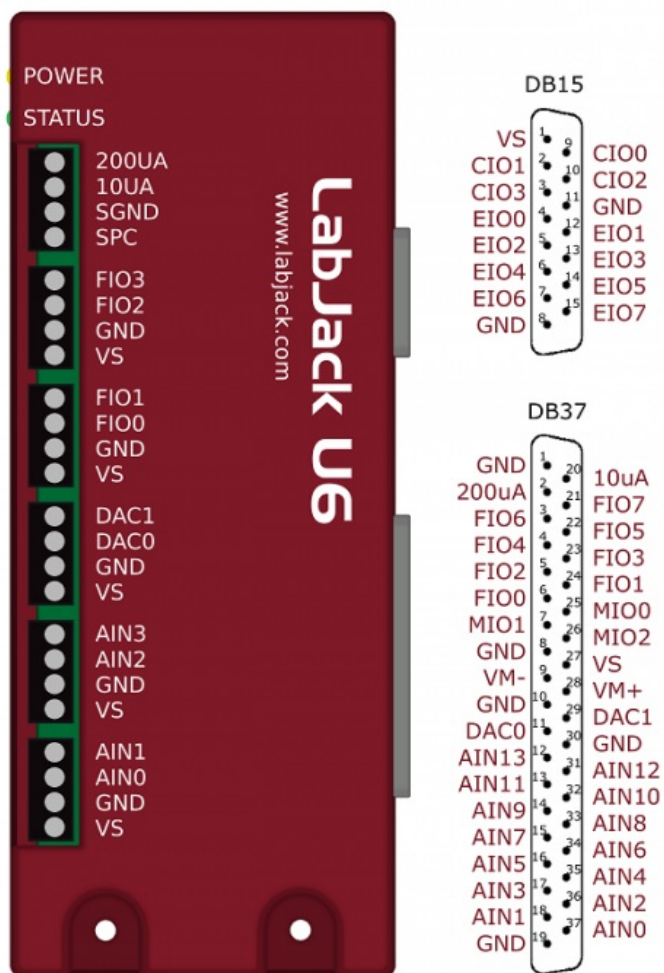 POWER
STATUS
200UA
10UA
SGND
SPC
FIO3
FIO2
GND
VS
FIO1
FIO0
GND
VS
DAC1
DAC0
GND
VS
AIN3
AIN2
GND
VS
AIN1
AIN0
GND
VS
LabJack U6
www.labjack.com
DB15
VS 1
9 CIO0
CIO1 2
10 CIO2
CIO3 3
11 GND
EIO0 4
12 EIO1
EIO2 5
13 EIO3
EIO4 6
14 EIO5
EIO6 7
15 EIO7
GND 8
DB37
GND 1
20 10uA
200uA 2
21 FIO7
FIO6 3
22 FIO5
FIO4 4
23 FIO3
FIO2 5
24 FIO1
FIO0 6
25 MIO0
MIO1 7
26 MIO2
GND 8
27 VS
VM- 9
28 VM+
GND 10
29 DAC1
DAC0 11
30 GND
AIN13 12
31 AIN12
AIN11 13
32 AIN10
AIN9 14
33 AIN8
AIN7 15
34 AIN6
AIN5 16
35 AIN4
AIN3 17
36 AIN2
AIN1 18
37 AIN0
GND 19